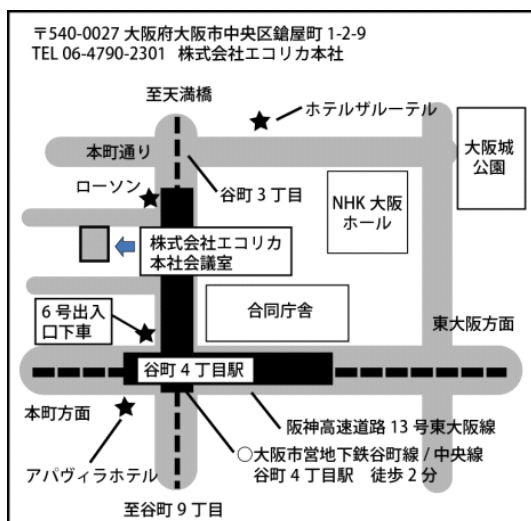 〒540-0027 大阪府大阪市中央区鎗屋町 1-2-9
TEL 06-4790-2301 株式会社エコリカ本社
至天満橋
ホテルザルーテル
大阪城
公園
本町通り
ローソン
谷町 3 丁目
NHK 大阪
ホール
株式会社エコリカ
本社会議室
6 号出入
口下車
合同庁舎
東大阪方面
谷町 4 丁目駅
本町方面
阪神高速道路 13 号東大阪線
○大阪市営地下鉄谷町線 / 中央線
谷町 4 丁目駅 徒歩 2 分
アパヴィラホテル
至谷町 9 丁目